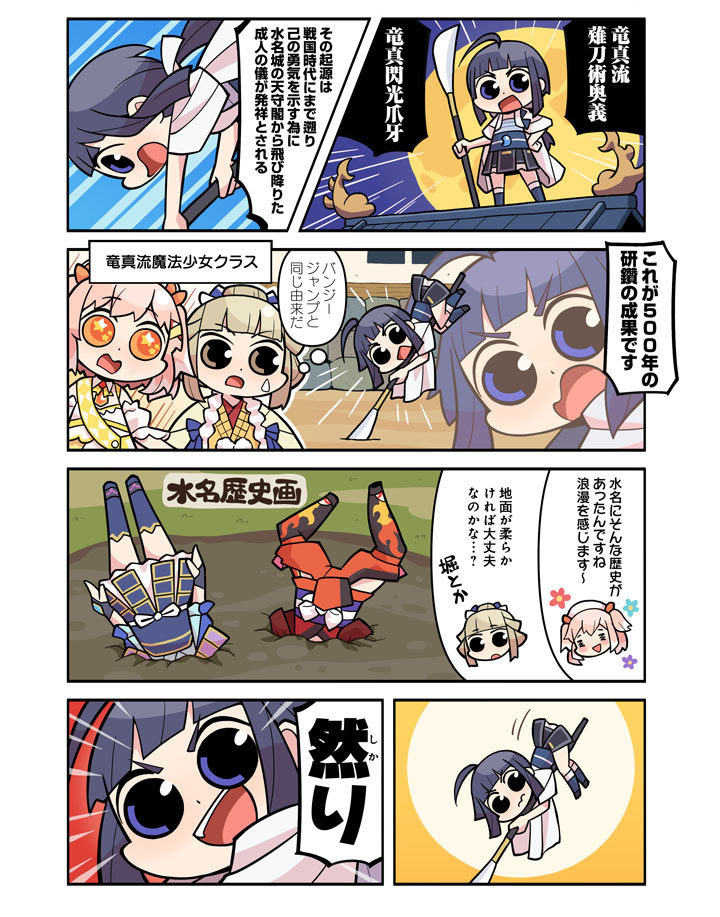 竜真流
薙刀術奥義
竜真閃光爪牙
その起源は
戦国時代にまで遡り
己の勇気を示す為に
水名城の天守閣から飛び降りた
成人の儀が発祥とされる
これが500年の
研鑽の成果です
バンジー
ジャンプと
同じ由来だ
竜真流魔法少女クラス
水名にそんな歴史が
あったんですね
浪漫を感じます～
地面が柔らか
ければ大丈夫
なのかな…?
堀とか
水名歴史画
然り
しか